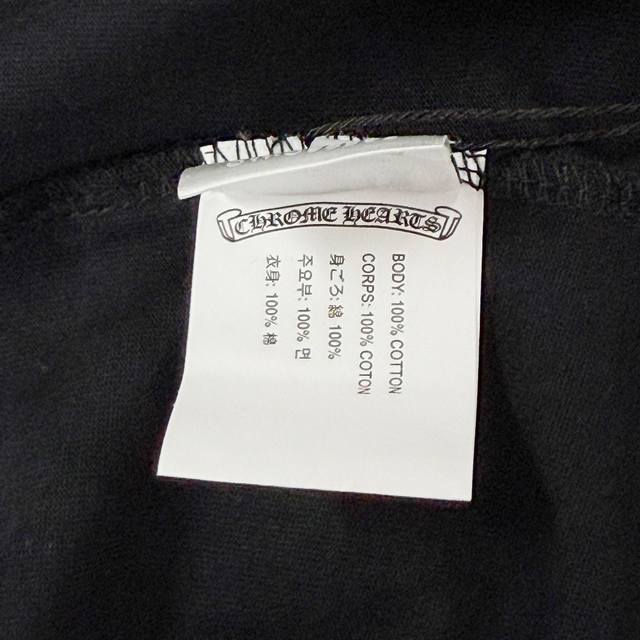 CHROME HEARTS
BODY: 100% COTTON
CORPS: 100% COTON
身ごろ: 綿 100%
주요부: 100% 면
衣身: 100% 棉